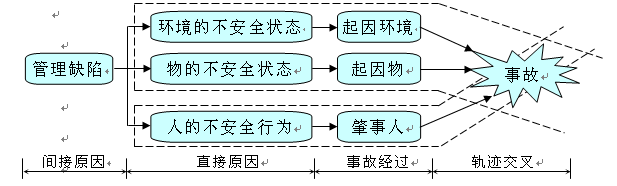 环境的不安全状态 起因环境
管理缺陷 物的不安全状态 起因物 事故
人的不安全行为 肇事人
间接原因 直接原因 事故经过 轨迹交叉